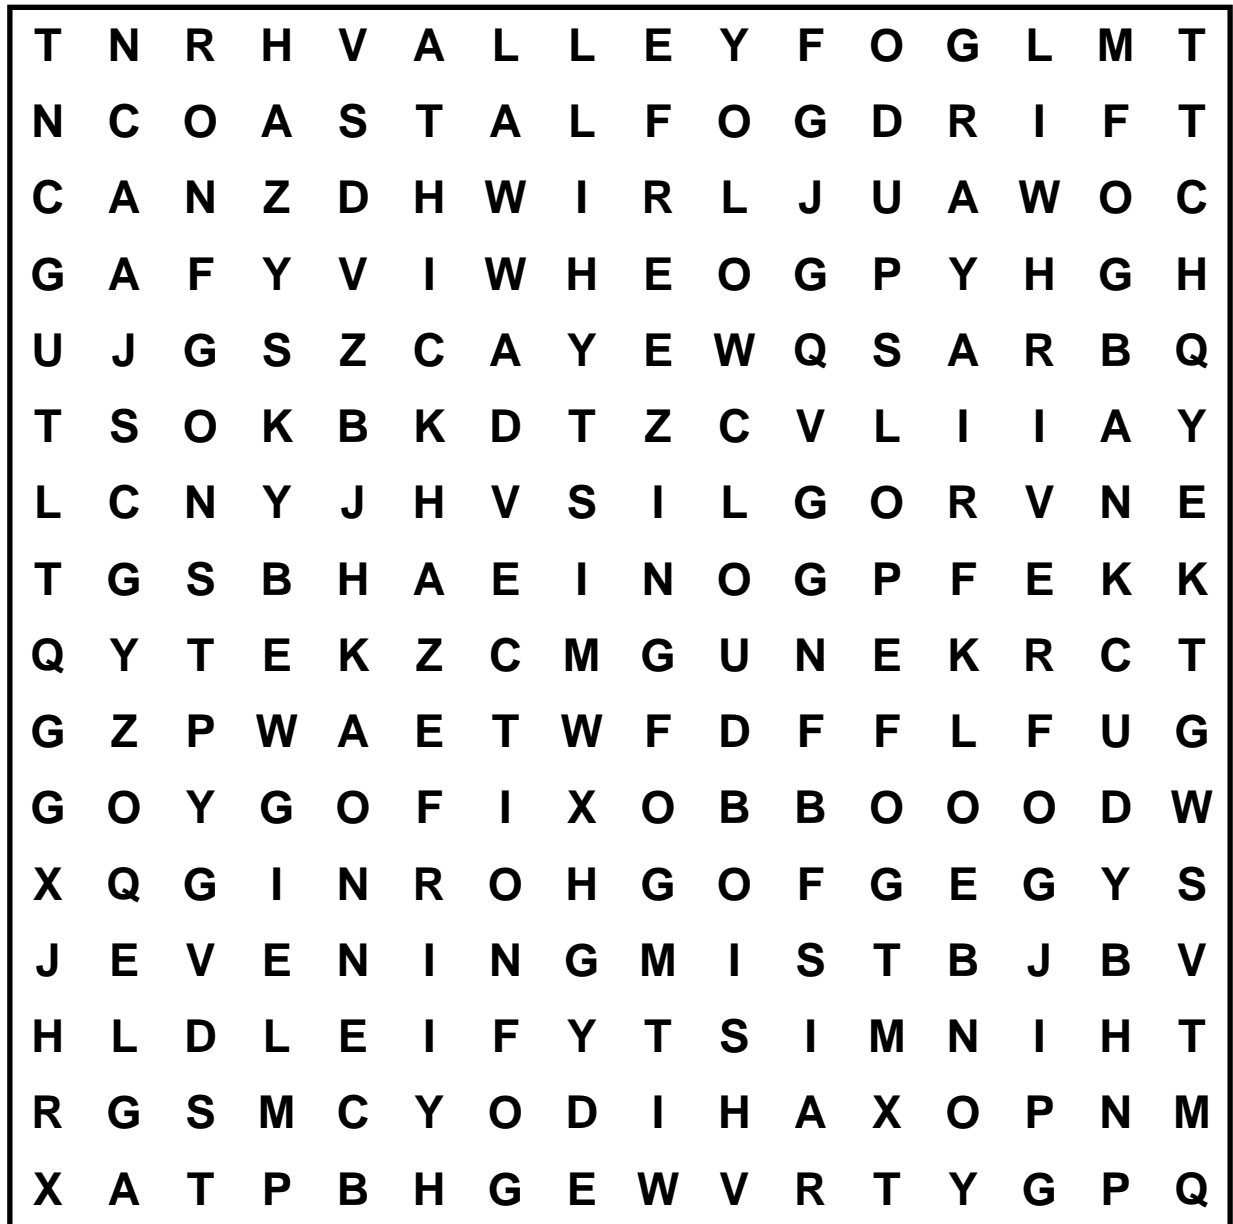 T N R H V A L L E Y F O G L M T
N C O A S T A L F O G D R I F T
C A N Z D H W I R L J U A W O C
G A F Y V I W H E O G P Y H G H
U J G S Z C A Y E W Q S A R B Q
T S O K B K D T Z C V L I I A Y
L C N Y J H V S I L G O R V N E
T G S B H A E I N O G P F E K K
Q Y T E K Z C M G U N E K R C T
G Z P W A E T W F D F F L F U G
G O Y G O F I X O B B O O O D W
X Q G I N R O H G O F G E G Y S
J E V E N I N G M I S T B J B V
H L D L E I F Y T S I M N I H T
R G S M C Y O D I H A X O P N M
X A T P B H G E W V R T Y G P Q